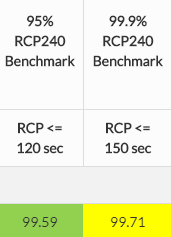 95% 99.9%
RCP240 RCP240
Benchmark Benchmark
RCP <= RCP <=
120 sec 150 sec
99.59 99.71